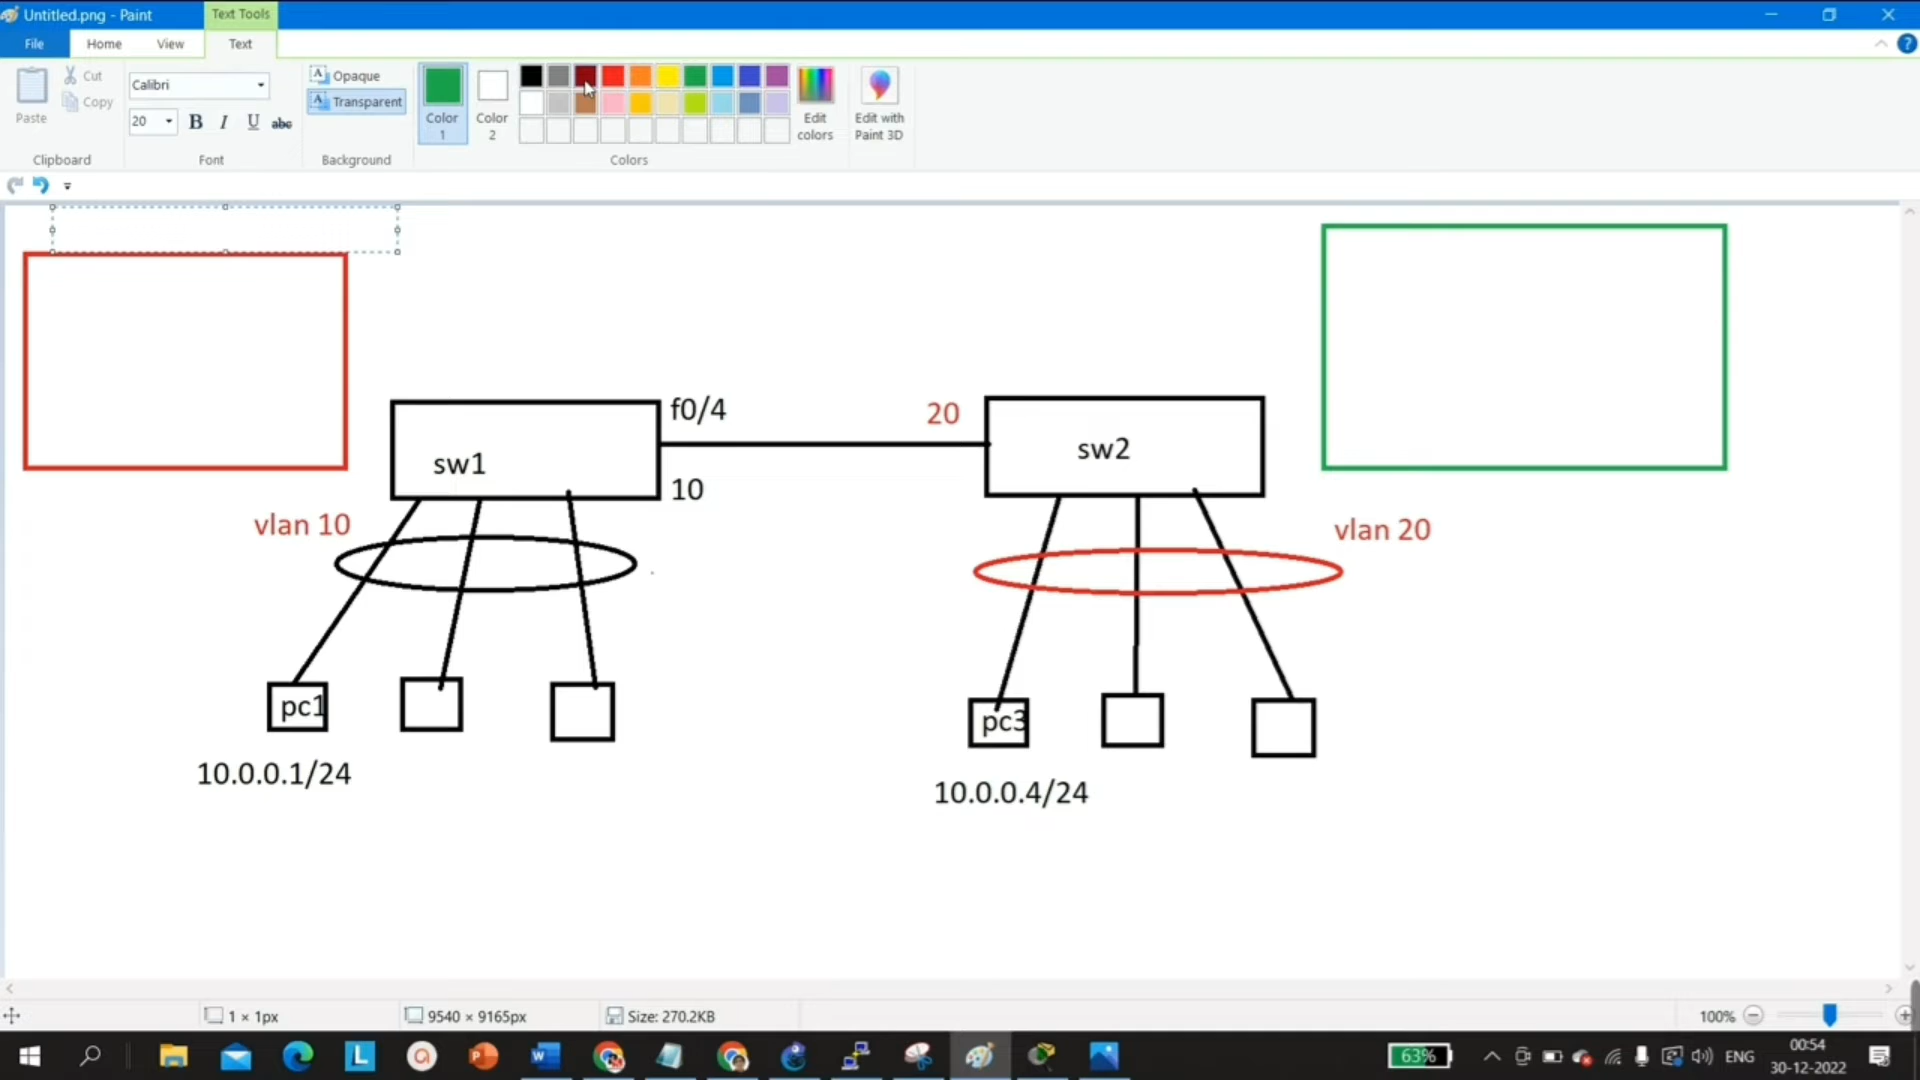 Untitled.png - Paint
Text Tools
File
Home
View
Text
Paste
Cut
Copy
Clipboard
Calibri
20
B I U abc
Font
Opaque
Transparent
Background
Color 1
Color 2
Edit colors
Colors
Edit with Paint 3D
f0/4
20
sw1
sw2
10
vlan 10
vlan 20
pc1
pc3
10.0.0.1/24
10.0.0.4/24
1 × 1px
9540 × 9165px
Size: 270.2KB
100%
63%
ENG
00:54
30-12-2022